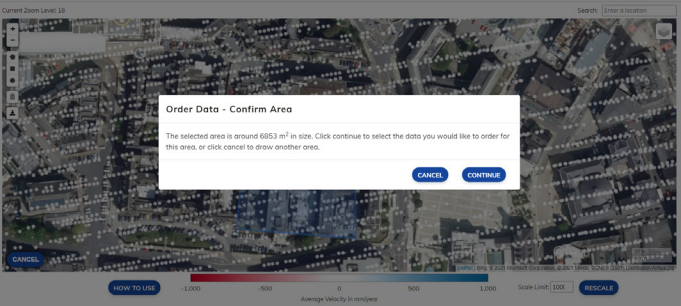 Current Zoom Level: 18
Search: Enter a location
Order Data - Confirm Area
The selected area is around 6853 m² in size. Click continue to select the data you would like to order for
this area, or click cancel to draw another area.
CANCEL CONTINUE
CANCEL
HOW TO USE
-1,000 -500 0 500 1,000
Average Velocity in mm/year
Scale Limit: 1000
RESCALE